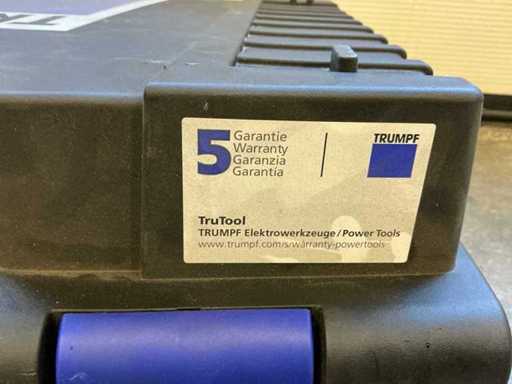 5
Garantie
Warranty
Garanzia
Garantía
TRUMPF
TruTool
TRUMPF Elektrowerkzeuge/Power Tools
www.trumpf.com/s/warranty-powertools